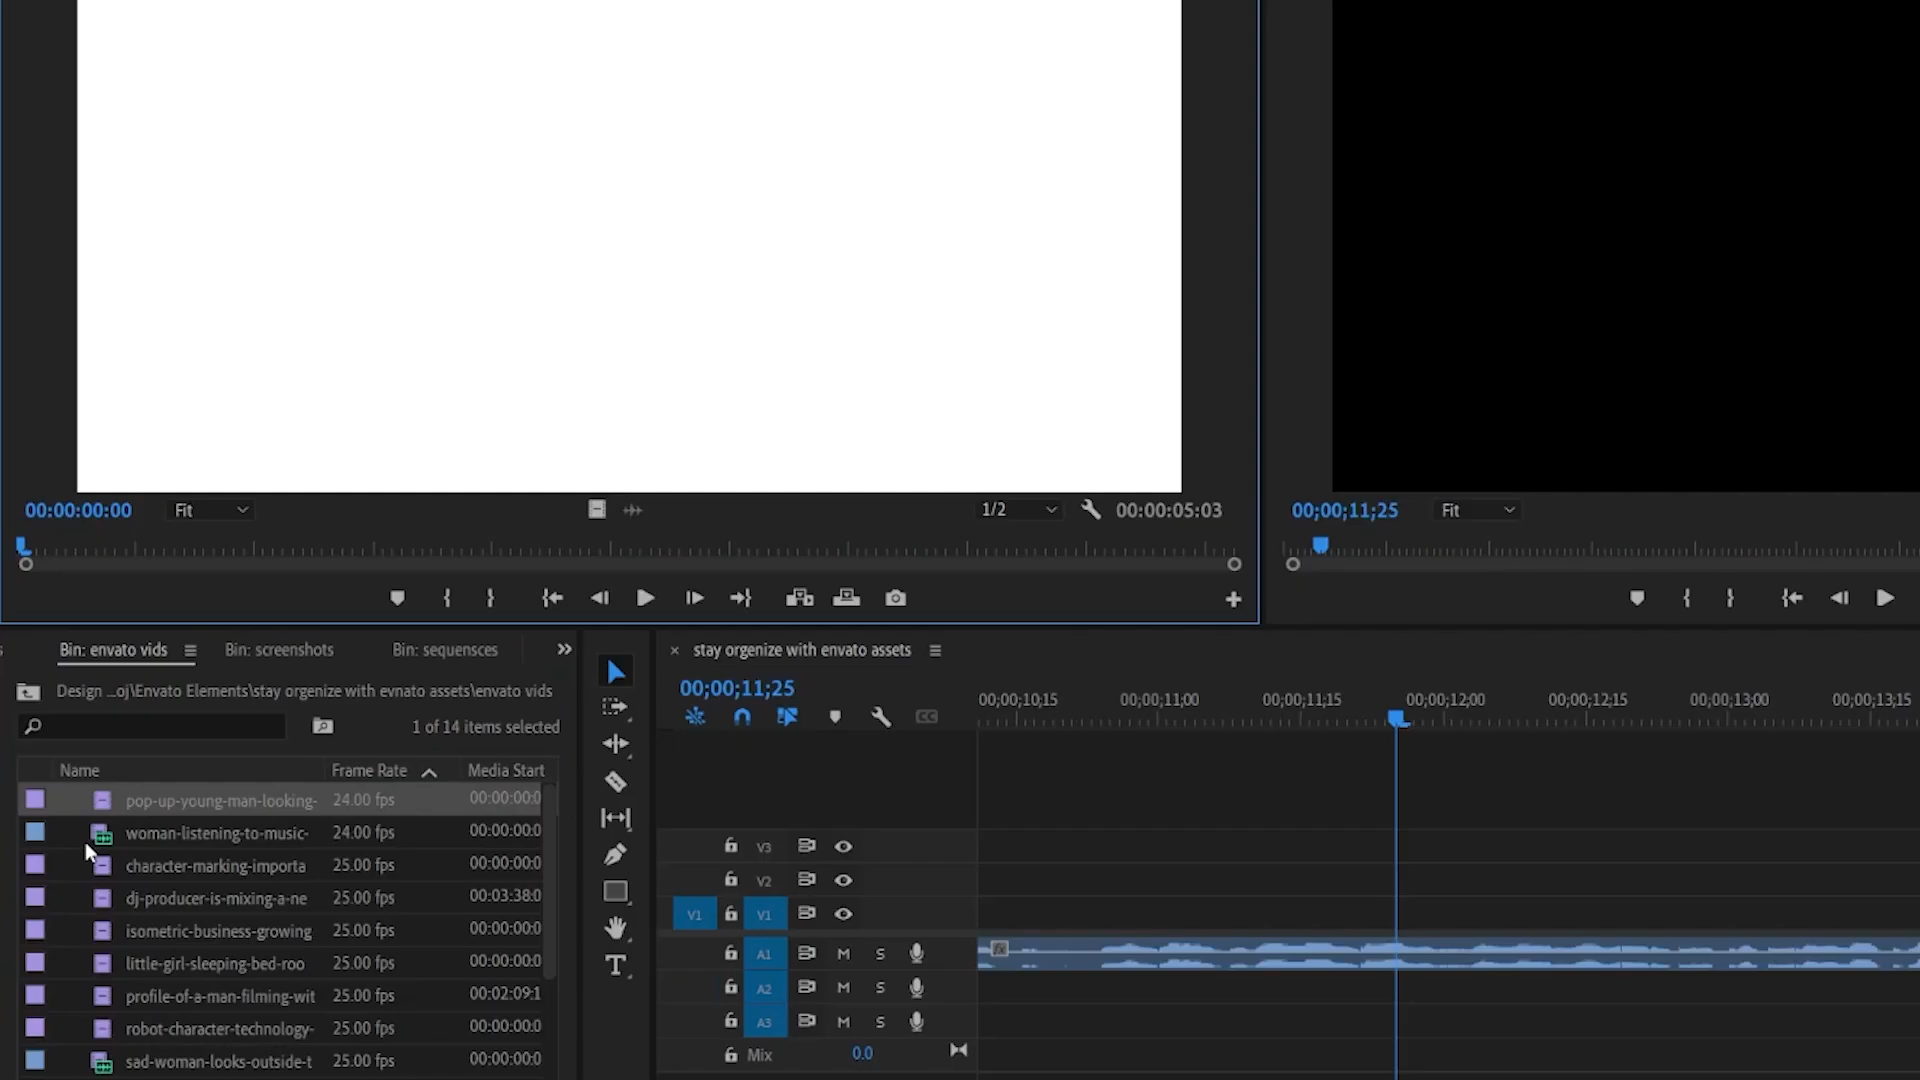 00:00:00:00
Fit
1/2
00:00:05:03
00;00;11;25
Fit
Bin: envato vids
Bin: screenshots
Bin: sequensces
Design ...oj\Envato Elements\stay orgenize with evnato assets\envato vids
1 of 14 items selected
Name Frame Rate Media Start
pop-up-young-man-looking- 24.00 fps 00:00:00:0
woman-listening-to-music- 24.00 fps 00:00:00:0
character-marking-importa 25.00 fps 00:00:00:0
dj-producer-is-mixing-a-ne 25.00 fps 00:03:38:0
isometric-business-growing 25.00 fps 00:00:00:0
little-girl-sleeping-bed-roo 25.00 fps 00:00:00:0
profile-of-a-man-filming-wit 25.00 fps 00:02:09:1
robot-character-technology- 25.00 fps 00:00:00:0
sad-woman-looks-outside-t 25.00 fps 00:00:00:0
T
stay orgenize with envato assets
00;00;11;25
CC
00;00;10;15
00;00;11;00
00;00;11;15
00;00;12;00
00;00;12;15
00;00;13;00
00;00;13;15
V3
V2
V1 V1
fx
A1 M S
A2 M S
A3 M S
Mix 0.0